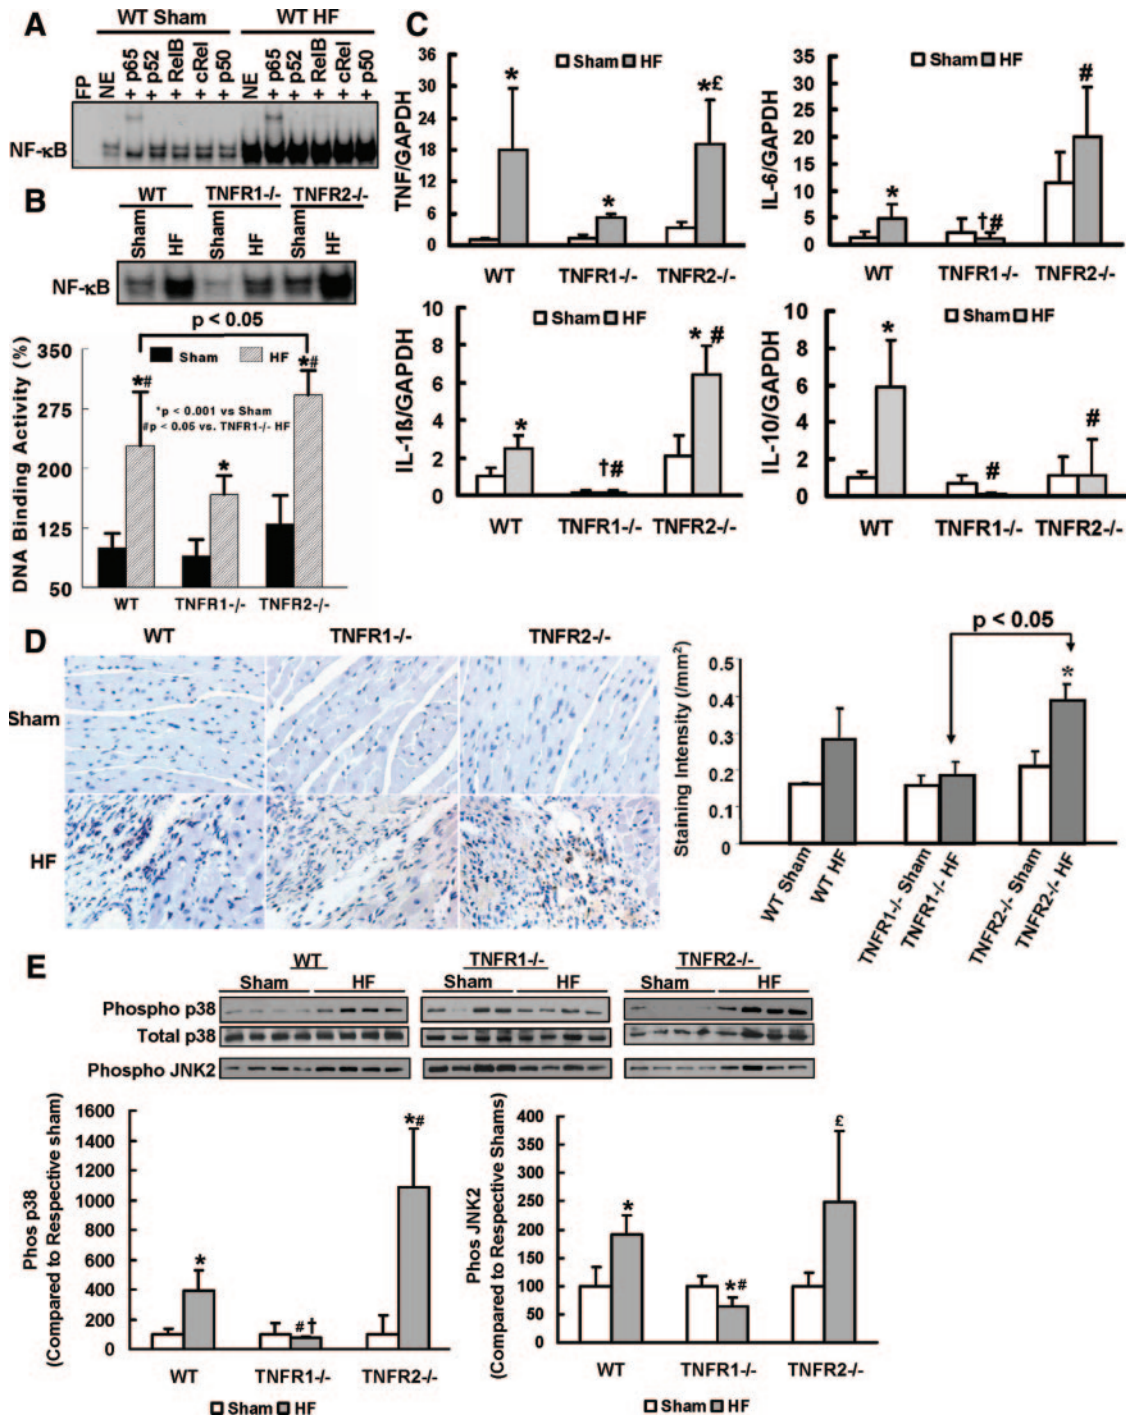 A
WT Sham WT HF
FP NE + p65 + p52 + RelB + cRel + p50 NE + p65 + p52 + RelB + cRel + p50
NF-κB
B
WT TNFR1-/- TNFR2-/-
Sham HF Sham HF Sham HF
NF-κB
p < 0.05
DNA Binding Activity (%)
350
275
200
125
50
Sham HF
*# * *#
*p < 0.001 vs Sham
#p < 0.05 vs. TNFR1-/- HF
WT TNFR1-/- TNFR2-/-
C
TNF/GAPDH
36
30
24
18
12
6
0
Sham HF
* * *£
WT TNFR1-/- TNFR2-/-
IL-6/GAPDH
35
30
25
20
15
10
5
0
Sham HF
* †# #
WT TNFR1-/- TNFR2-/-
IL-1ß/GAPDH
10
8
6
4
2
0
Sham HF
* †# *#
WT TNFR1-/- TNFR2-/-
IL-10/GAPDH
10
8
6
4
2
0
Sham HF
* # #
WT TNFR1-/- TNFR2-/-
D
WT TNFR1-/- TNFR2-/-
Sham
HF
p < 0.05
Staining Intensity (/mm²)
0.5
0.4
0.3
0.2
0.1
0
*
WT Sham
WT HF
TNFR1-/- Sham
TNFR1-/- HF
TNFR2-/- Sham
TNFR2-/- HF
E
WT TNFR1-/- TNFR2-/-
Sham HF Sham HF Sham HF
Phospho p38
Total p38
Phospho JNK2
Phos p38
(Compared to Respective sham)
1600
1400
1200
1000
800
600
400
200
0
* #† *#
WT TNFR1-/- TNFR2-/-
Sham HF
Phos JNK2
(Compared to Respective Shams)
400
350
300
250
200
150
100
50
0
* *# £
WT TNFR1-/- TNFR2-/-
Sham HF